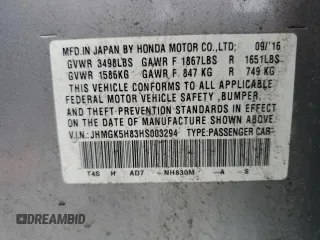 MFD. IN JAPAN BY HONDA MOTOR CO.,LTD. 09/'16
GVWR 3498LBS GAWR F 1867LBS R 1651LBS
GVWR 1586KG GAWR F 847 KG R 749 KG
THIS VEHICLE CONFORMS TO ALL APPLICABLE
FEDERAL MOTOR VEHICLE SAFETY ,BUMPER,
AND THEFT PREVENTION STANDARDS IN EFFECT
ON THE DATE OF MANUFACTURE SHOWN ABOVE.
V.I.N.: JHMGK5H83HS003294 TYPE:PASSENGER CAR
T4S H AD7 -NH830M -A -S
DREAMBID